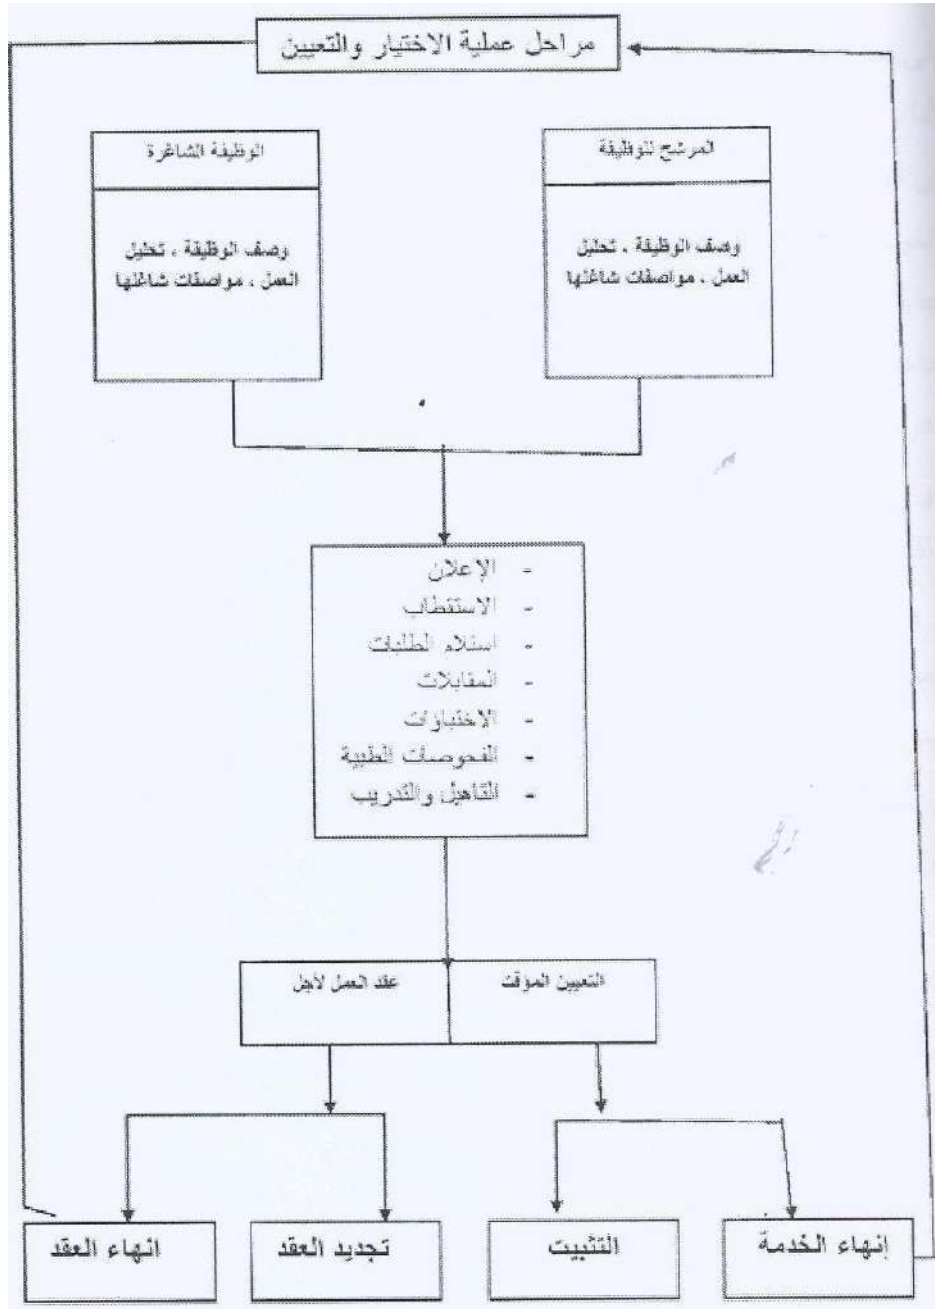 مراحل عملية الاختيار والتعيين
المرشح للوظيفة
وصف الوظيفة ، تحليل
العمل ، مواصفات شاغلها
الوظيفة الشاغرة
وصف الوظيفة ، تحليل
العمل ، مواصفات شاغلها
- الإعلان
- الاستقطاب
- استلام الطلبات
- المقابلات
- الاختبارات
- الفحوصات الطبية
- التاهيل والتدريب
التعيين المؤقت
عقد العمل لأجل
إنهاء الخدمة
التثبيت
تجديد العقد
انهاء العقد